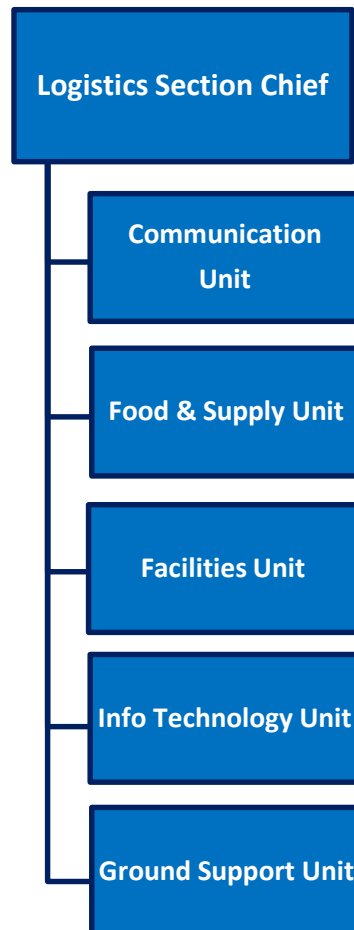 Logistics Section Chief
Communication
Unit
Food & Supply Unit
Facilities Unit
Info Technology Unit
Ground Support Unit